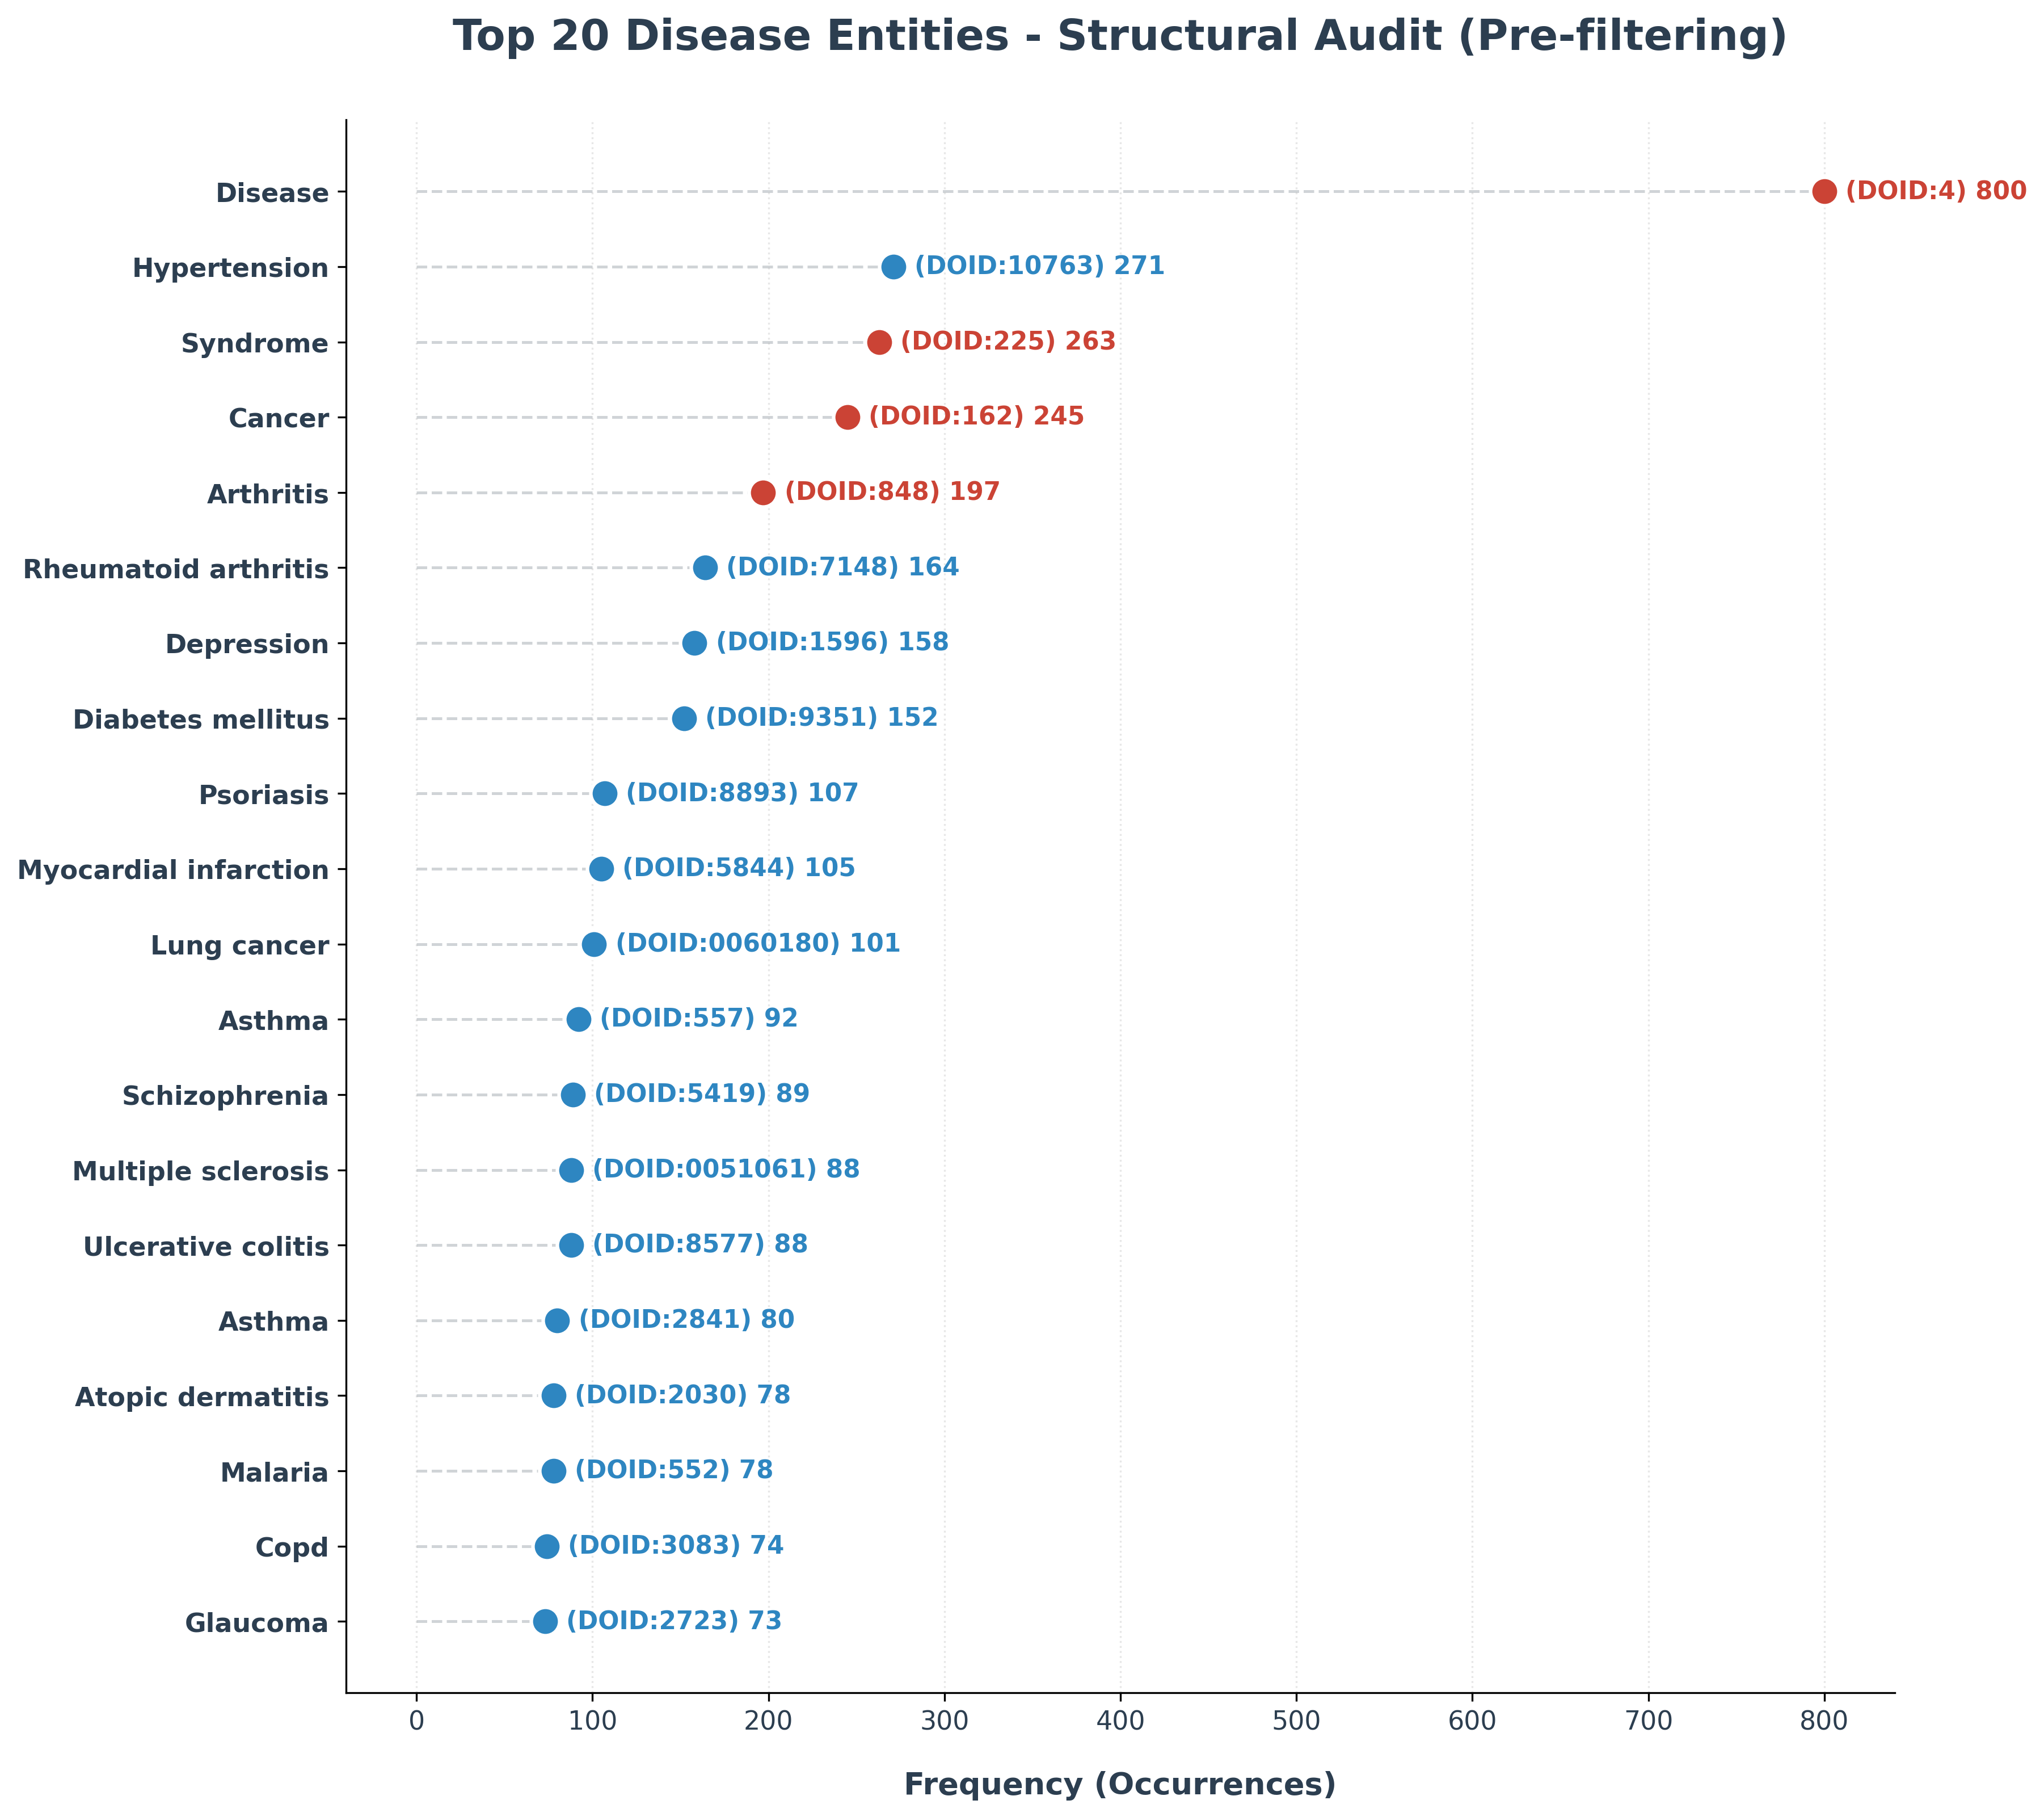 Top 20 Disease Entities - Structural Audit (Pre-filtering)
Disease (DOID:4) 800
Hypertension (DOID:10763) 271
Syndrome (DOID:225) 263
Cancer (DOID:162) 245
Arthritis (DOID:848) 197
Rheumatoid arthritis (DOID:7148) 164
Depression (DOID:1596) 158
Diabetes mellitus (DOID:9351) 152
Psoriasis (DOID:8893) 107
Myocardial infarction (DOID:5844) 105
Lung cancer (DOID:0060180) 101
Asthma (DOID:557) 92
Schizophrenia (DOID:5419) 89
Multiple sclerosis (DOID:0051061) 88
Ulcerative colitis (DOID:8577) 88
Asthma (DOID:2841) 80
Atopic dermatitis (DOID:2030) 78
Malaria (DOID:552) 78
Copd (DOID:3083) 74
Glaucoma (DOID:2723) 73
0 100 200 300 400 500 600 700 800
Frequency (Occurrences)